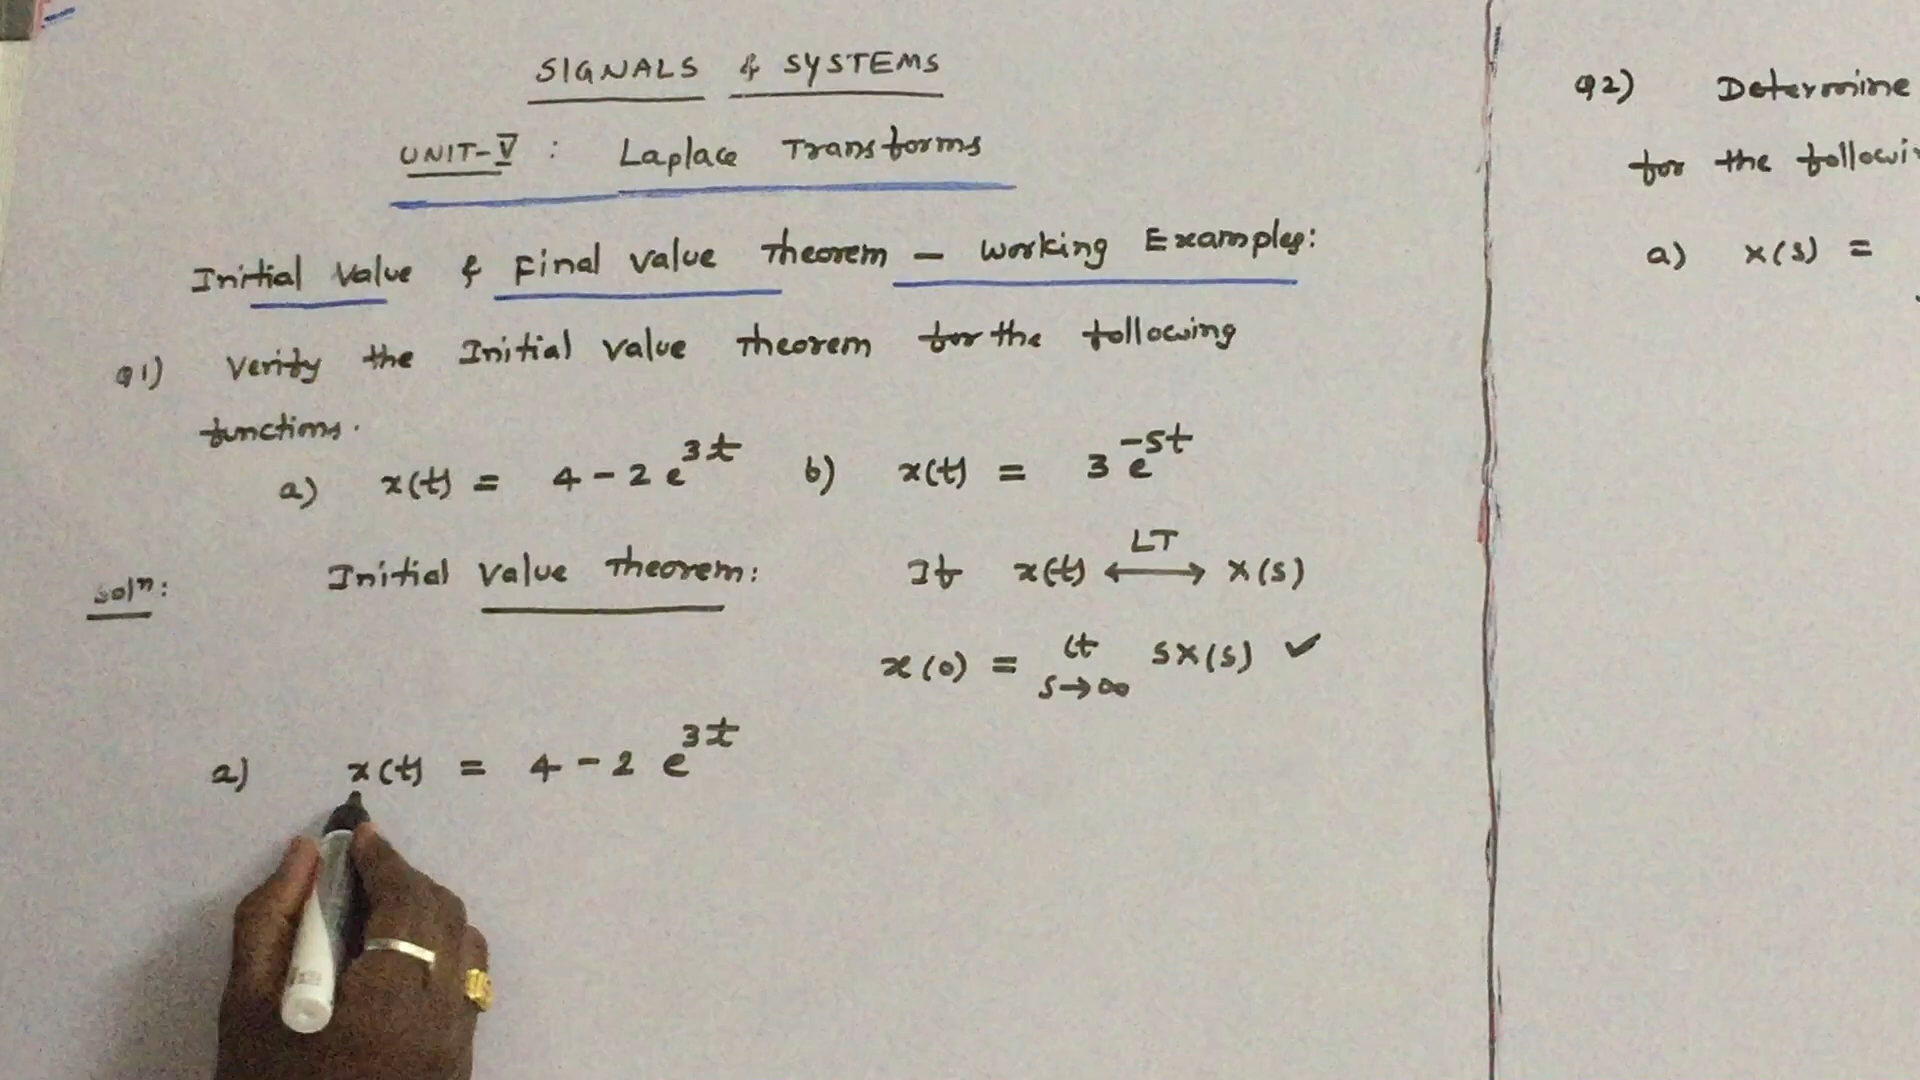 SIGNALS & SYSTEMS
UNIT-V : Laplace Transforms
Initial Value & Final Value Theorem – Working Examples:
Q1) Verify the Initial Value Theorem for the following
functions.
a) x(t) = 4 – 2 e^3t b) x(t) = 3 e^-5t
Soln: Initial Value Theorem: If x(t) ⟷LT X(s)
x(0) = Lt s→∞ sX(s) ✓
a) x(t) = 4 – 2 e^3t
Q2) Determine
for the
a) X(s) =